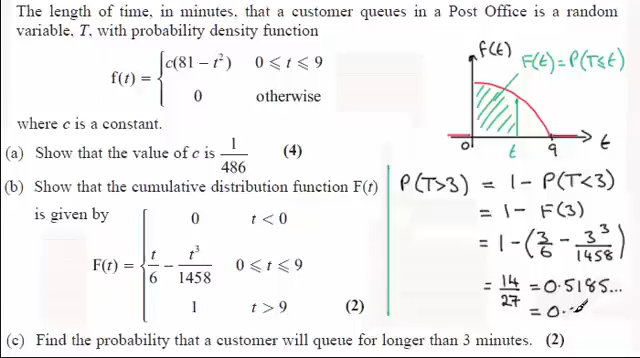 The length of time, in minutes, that a customer queues in a Post Office is a random
variable, T, with probability density function
f(t) = { c(81 − t²)   0 ⩽ t ⩽ 9
0   otherwise
where c is a constant.
(a) Show that the value of c is 1/486   (4)
(b) Show that the cumulative distribution function F(t)
is given by
F(t) = { 0   t < 0
t/6 − t³/1458   0 ⩽ t ⩽ 9
1   t > 9   (2)
(c) Find the probability that a customer will queue for longer than 3 minutes. (2)
f(t)
F(t) = P(T≤t)
0   t   9   t
P(T>3) = 1 − P(T<3)
= 1 − F(3)
= 1 − (3/6 − 3³/1458)
= 14/27 = 0.5185...
= 0.